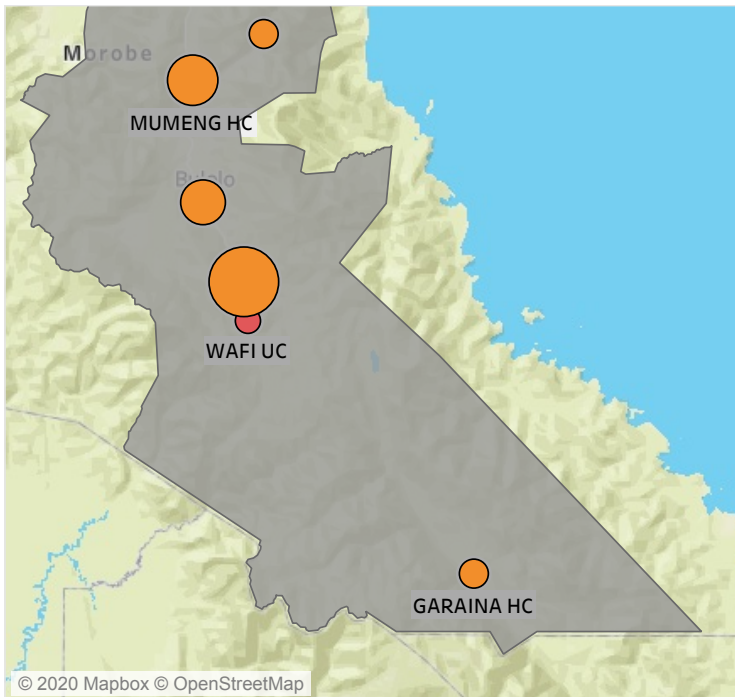 Morobe
MUMENG HC
Bulolo
WAFI UC
GARAINA HC
© 2020 Mapbox © OpenStreetMap